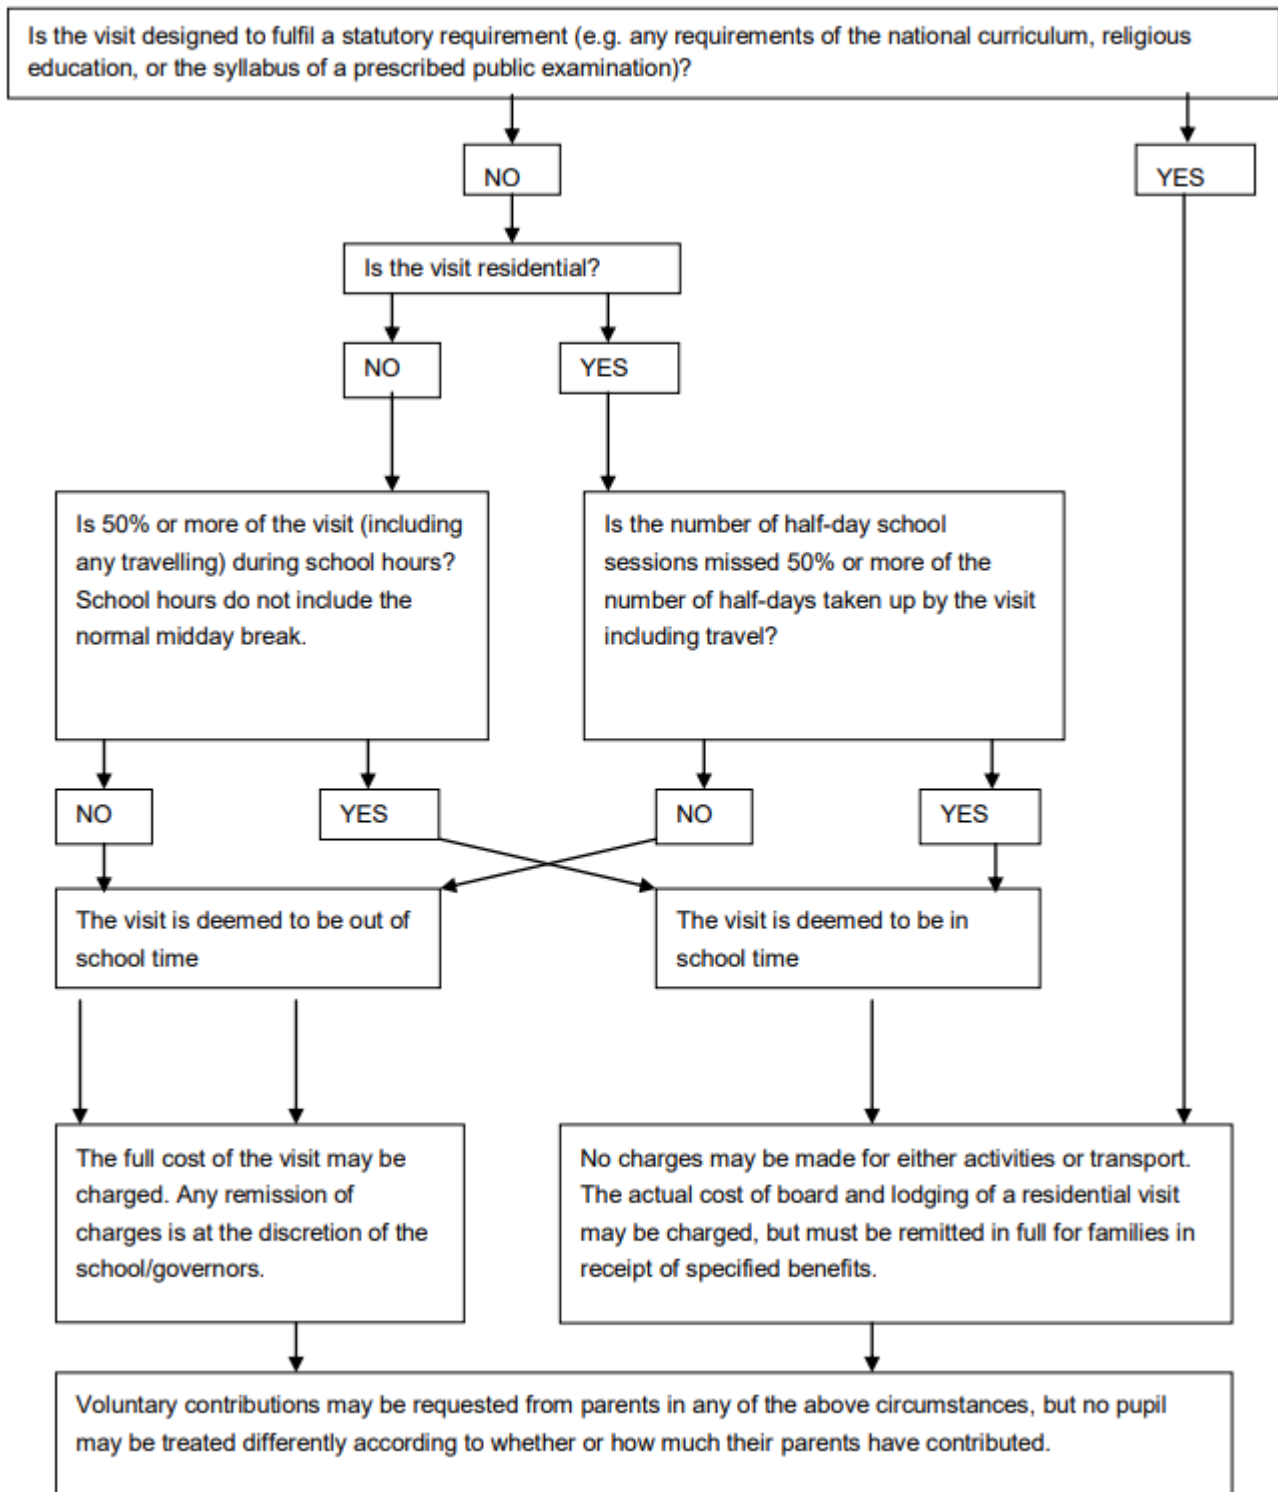 Is the visit designed to fulfil a statutory requirement (e.g. any requirements of the national curriculum, religious
education, or the syllabus of a prescribed public examination)?
NO
YES
Is the visit residential?
NO
YES
Is 50% or more of the visit (including
any travelling) during school hours?
School hours do not include the
normal midday break.
Is the number of half-day school
sessions missed 50% or more of the
number of half-days taken up by the visit
including travel?
NO
YES
NO
YES
The visit is deemed to be out of
school time
The visit is deemed to be in
school time
The full cost of the visit may be
charged. Any remission of
charges is at the discretion of the
school/governors.
No charges may be made for either activities or transport.
The actual cost of board and lodging of a residential visit
may be charged, but must be remitted in full for families in
receipt of specified benefits.
Voluntary contributions may be requested from parents in any of the above circumstances, but no pupil
may be treated differently according to whether or how much their parents have contributed.